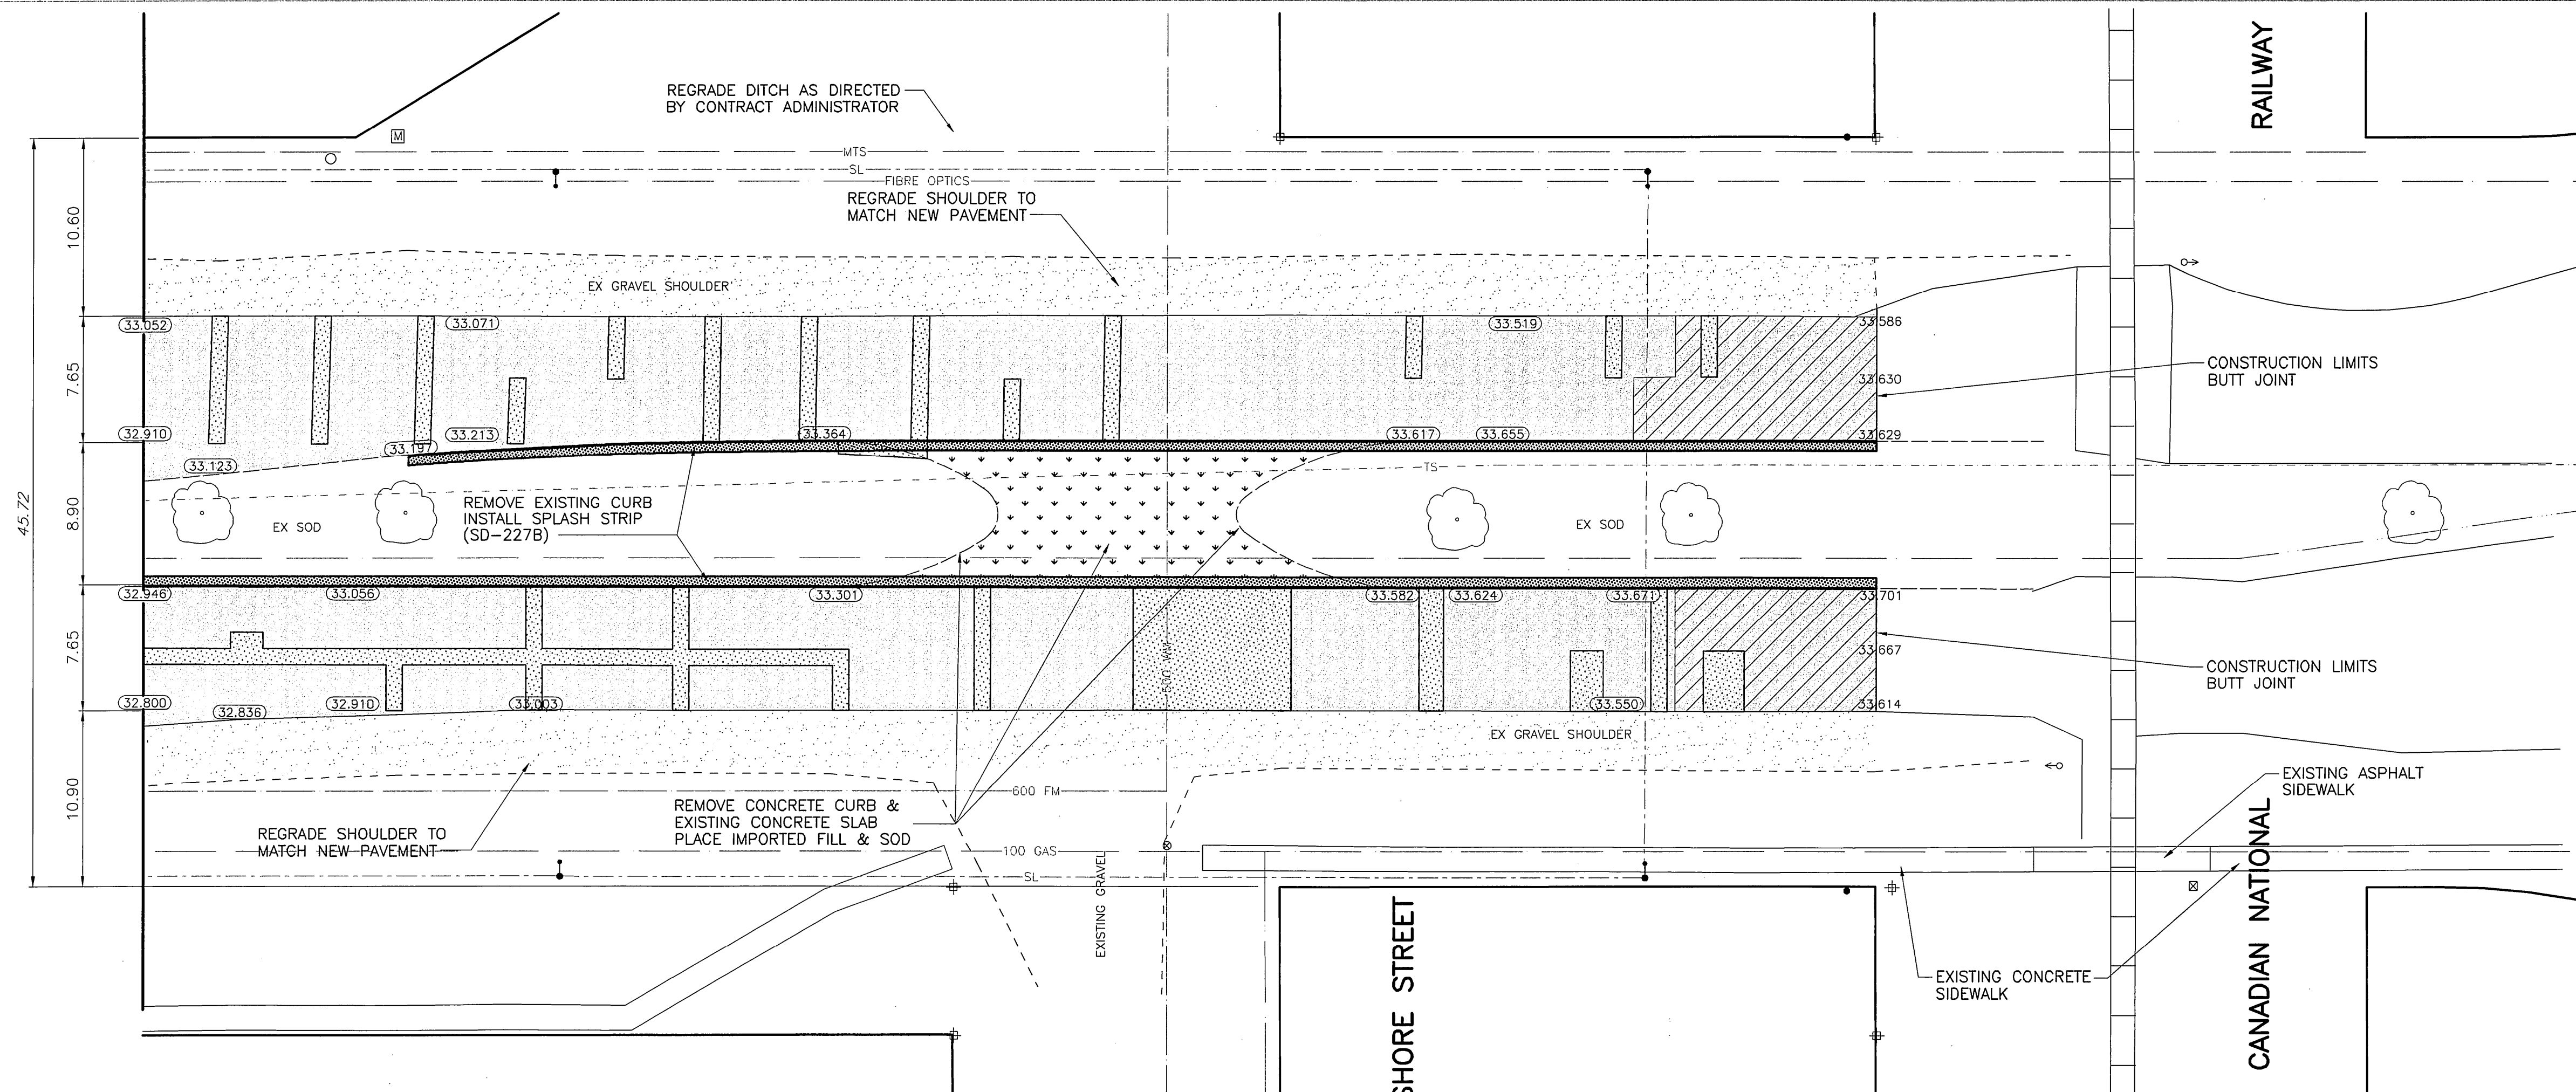 RAILWAY
REGRADE DITCH AS DIRECTED
BY CONTRACT ADMINISTRATOR
M
MTS
SL
FIBRE OPTICS
REGRADE SHOULDER TO
MATCH NEW PAVEMENT
10.60
EX GRAVEL SHOULDER
33.052
33.071
33.519
33.586
7.65
CONSTRUCTION LIMITS
BUTT JOINT
33.630
32.910
33.213
33.364
33.617
33.655
33.629
33.197
33.123
TS
45.72
8.90
REMOVE EXISTING CURB
INSTALL SPLASH STRIP
(SD-227B)
EX SOD
EX SOD
32.946
33.056
33.301
33.582
33.624
33.671
33.701
7.65
500 WM
33.667
CONSTRUCTION LIMITS
BUTT JOINT
32.800
32.836
32.910
33.003
33.550
33.614
EX GRAVEL SHOULDER
10.90
600 FM
EXISTING ASPHALT
SIDEWALK
REMOVE CONCRETE CURB &
EXISTING CONCRETE SLAB
PLACE IMPORTED FILL & SOD
REGRADE SHOULDER TO
MATCH NEW PAVEMENT
100 GAS
SL
EXISTING GRAVEL
SHORE STREET
CANADIAN NATIONAL
EXISTING CONCRETE
SIDEWALK